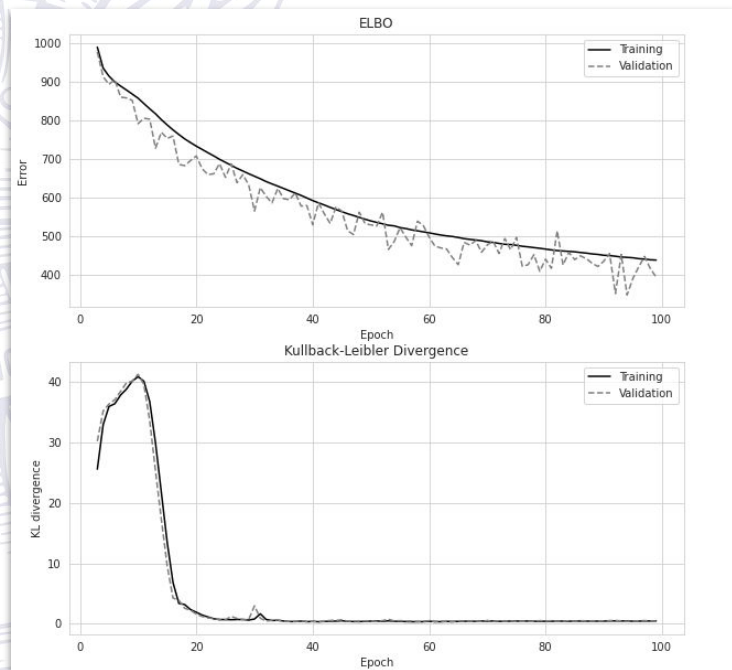 ELBO
1000
900
800
700
600
500
400
Error
Training
Validation
0
20
40
60
80
100
Epoch
Kullback-Leibler Divergence
40
30
20
10
0
KL divergence
Training
Validation
0
20
40
60
80
100
Epoch